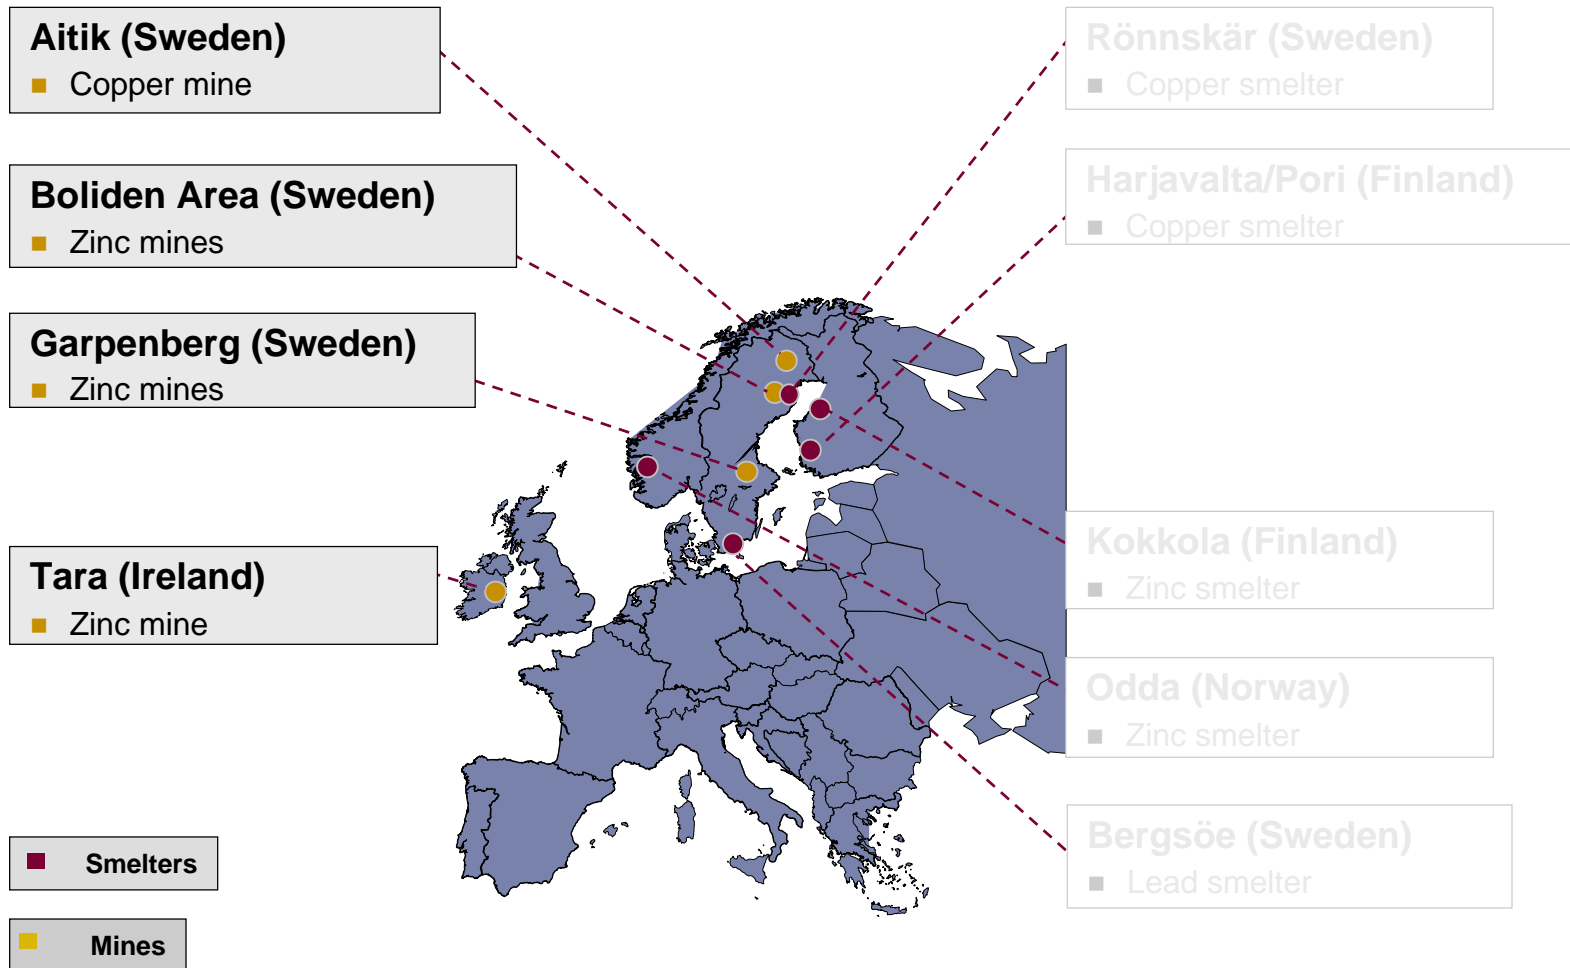 Aitik (Sweden)
Copper mine
Boliden Area (Sweden)
Zinc mines
Garpenberg (Sweden)
Zinc mines
Tara (Ireland)
Zinc mine
Smelters
Mines
Rönnskär (Sweden)
Copper smelter
Harjavalta/Pori (Finland)
Copper smelter
Kokkola (Finland)
Zinc smelter
Odda (Norway)
Zinc smelter
Bergsöe (Sweden)
Lead smelter